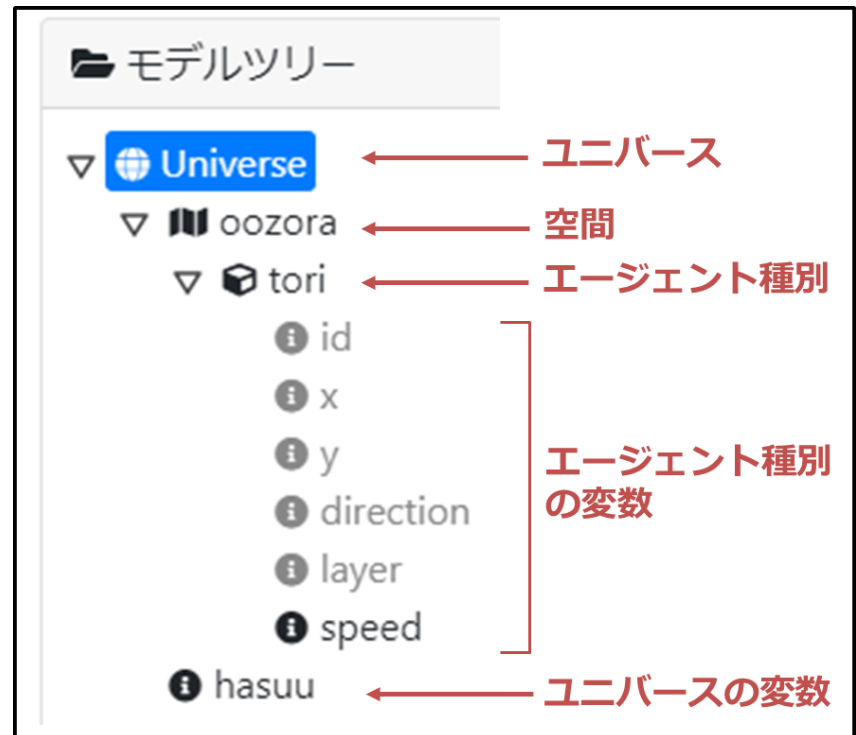 モデルツリー
Universe
ユニバース
oozora
空間
tori
エージェント種別
id
x
y
direction
layer
speed
エージェント種別
の変数
hasuu
ユニバースの変数